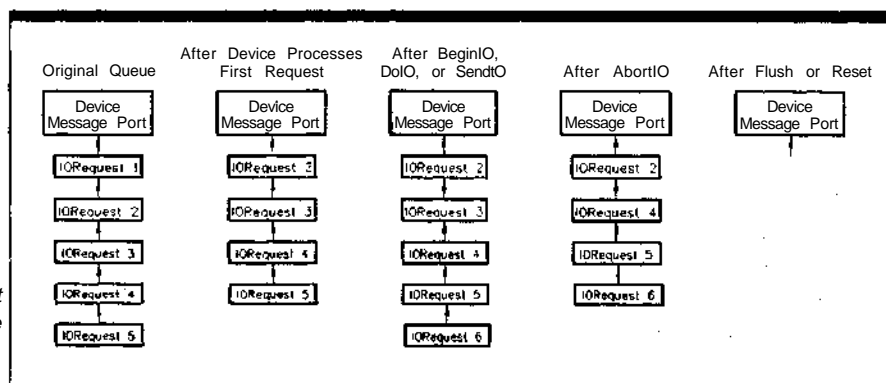 Original Queue
Device
Message Port
IORequest 1
IORequest 2
IORequest 3
IORequest 4
IORequest 5
After Device Processes
First Request
Device
Message Port
IORequest
IORequest 3
IORequest 4
IORequest 5
After BeginIO,
DoIO, or SendtO
Device
Message Port
IORequest 2
IORequest 3
IORequest 4
IORequest 5
IORequest 6
After AbortIO
Device
Message Port
IORequest 2
IORequest 4
IORequest 5
IORequest 6
After Flush or Reset
Device
Message Port